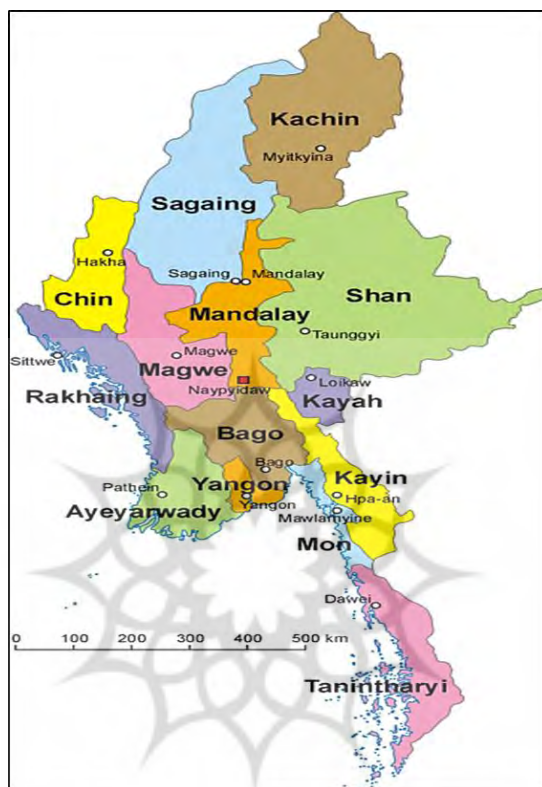 Kachin
Myitkyina
Sagaing
Hakha
Sagaing
Mandalay
Chin
Shan
Mandalay
Taunggyi
Sittwe
Magwe
Magwe
Loikaw
Naypyidaw
Rakhaing
Kayah
Bago
Bago
Kayin
Pathein
Yangon
Hpa-an
Yangon
Ayeyarwady
Mawlamyine
Mon
Dawei
0 100 200 300 400 500 km
Tanintharyi